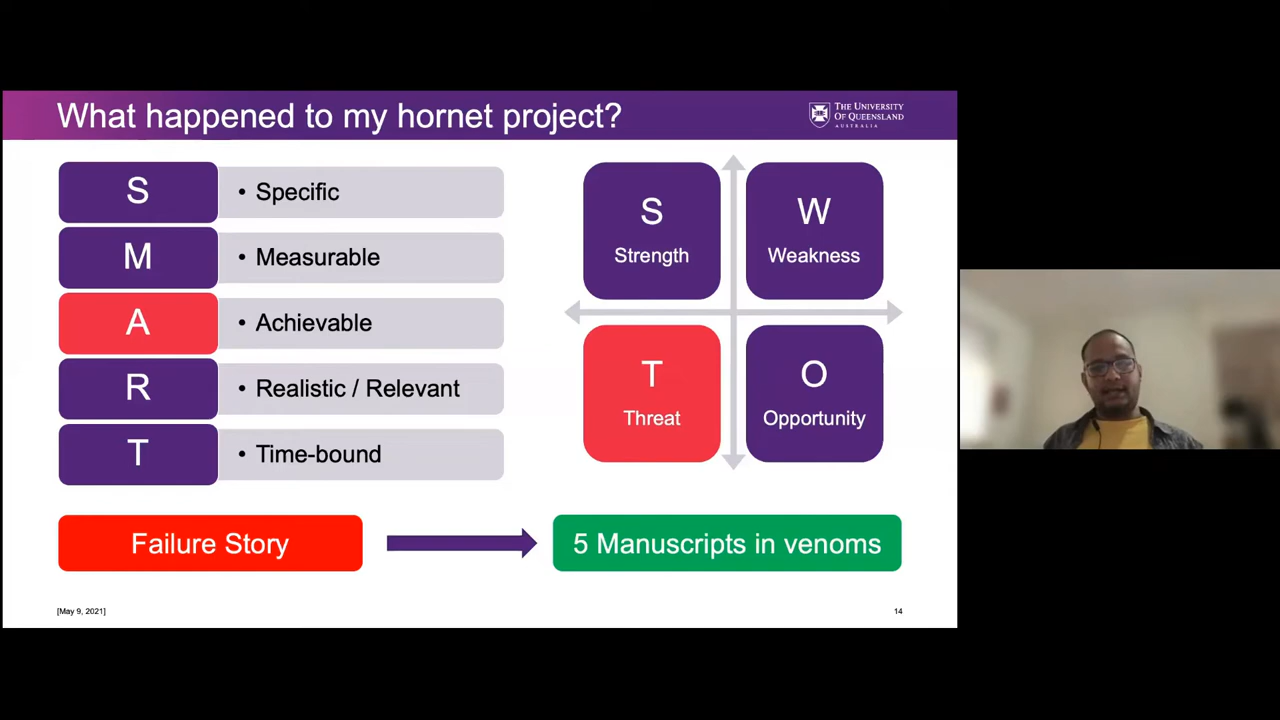 What happened to my hornet project?
THE UNIVERSITY
OF QUEENSLAND
AUSTRALIA
S
• Specific
M
• Measurable
A
• Achievable
R
• Realistic / Relevant
T
• Time-bound
S
Strength
W
Weakness
T
Threat
O
Opportunity
Failure Story
5 Manuscripts in venoms
[May 9, 2021]
14